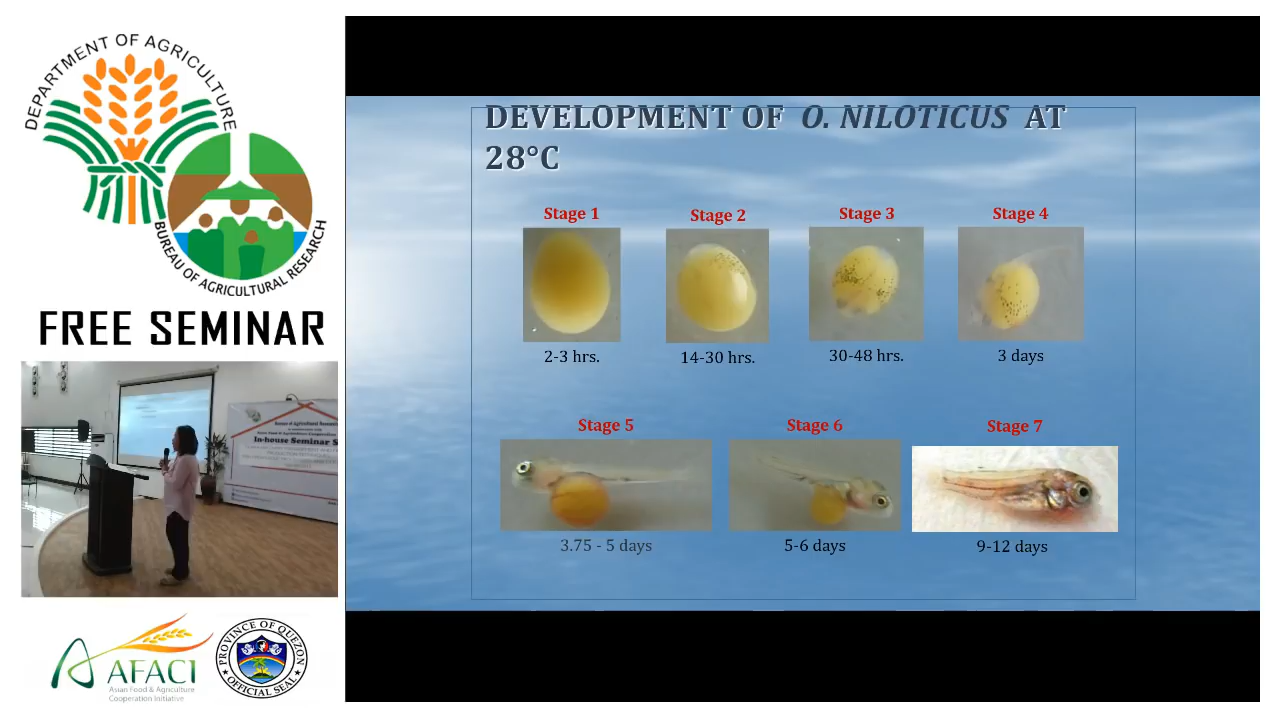 DEPARTMENT OF AGRICULTURE
BUREAU OF AGRICULTURAL RESEARCH
FREE SEMINAR
In-house Seminar
AFACI
Asian Food & Agriculture
Cooperation Initiative
PROVINCE OF QUEZON
OFFICIAL SEAL
DEVELOPMENT OF O. NILOTICUS AT
28°C
Stage 1
Stage 2
Stage 3
Stage 4
2-3 hrs.
14-30 hrs.
30-48 hrs.
3 days
Stage 5
Stage 6
Stage 7
3.75 - 5 days
5-6 days
9-12 days